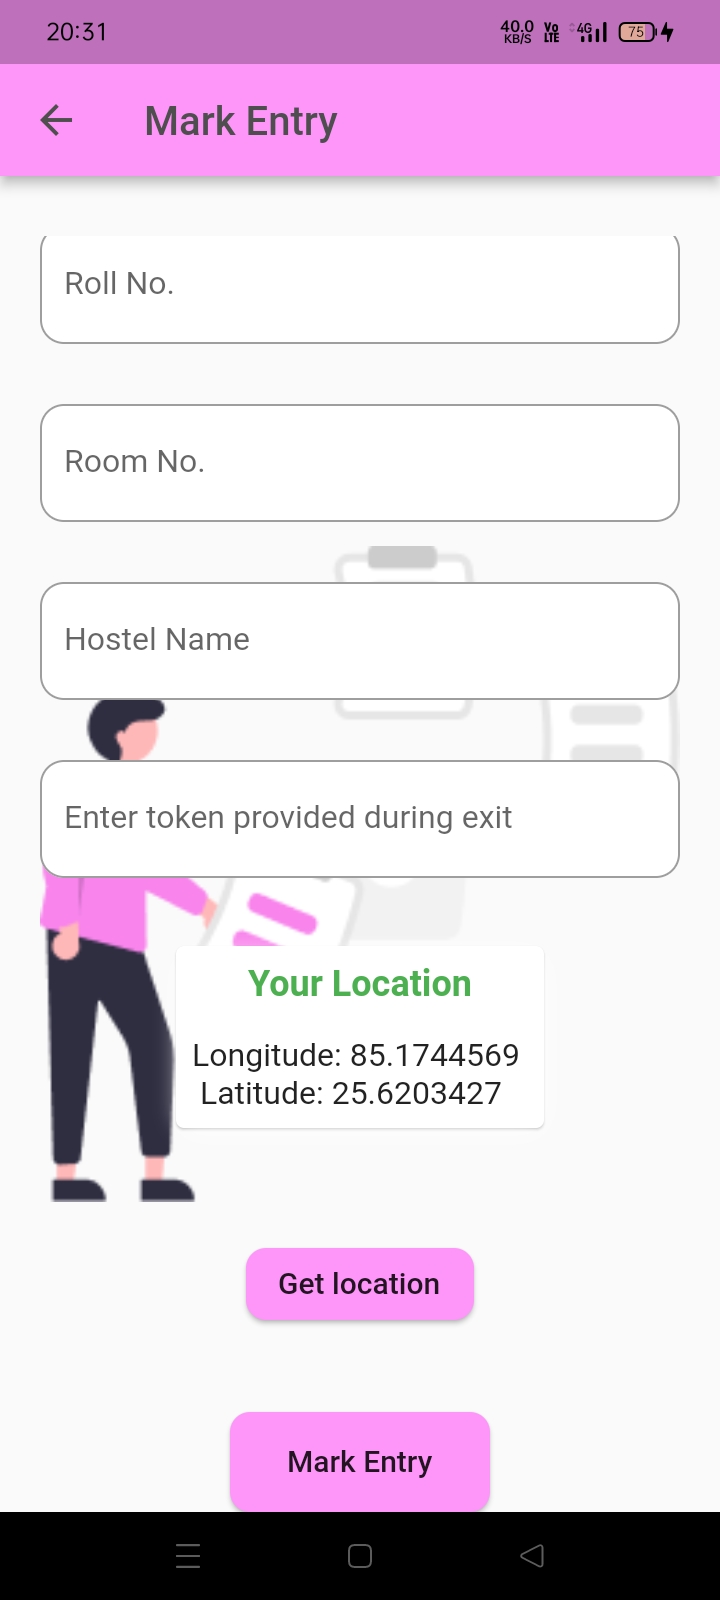 20:31
40.0 KB/S Vo LTE 4G 75
Mark Entry
Roll No.
Room No.
Hostel Name
Enter token provided during exit
Your Location
Longitude: 85.1744569
Latitude: 25.6203427
Get location
Mark Entry